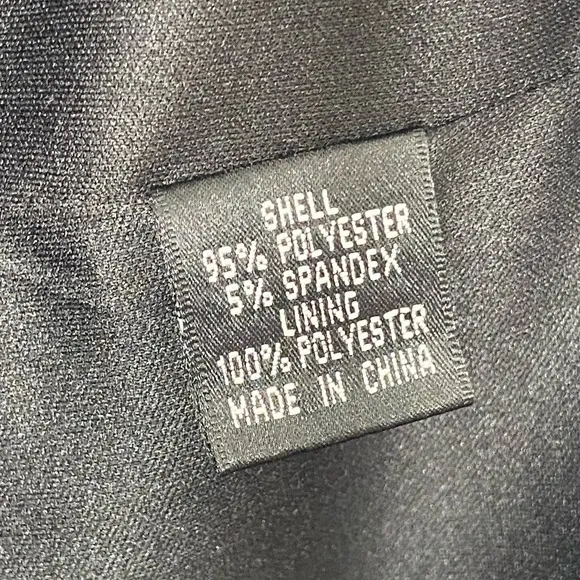 SHELL
95% POLYESTER
5% SPANDEX
LINING
100% POLYESTER
MADE IN CHINA